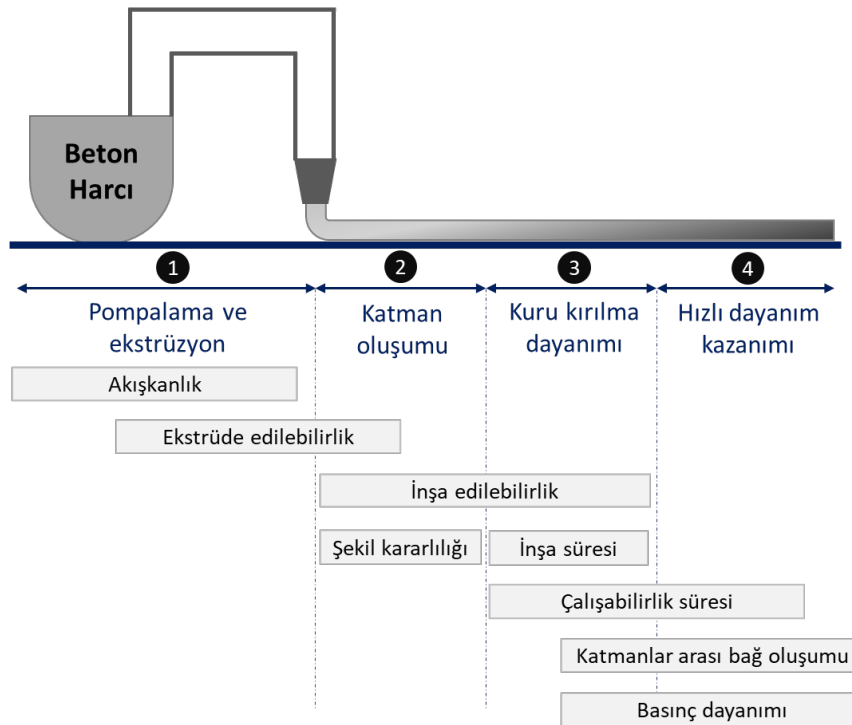 Beton
Harcı
1
2
3
4
Pompalama ve
ekstrüzyon
Katman
oluşumu
Kuru kırılma
dayanımı
Hızlı dayanım
kazanımı
Akışkanlık
Ekstrüde edilebilirlik
İnşa edilebilirlik
Şekil kararlılığı
İnşa süresi
Çalışabilirlik süresi
Katmanlar arası bağ oluşumu
Basınç dayanımı